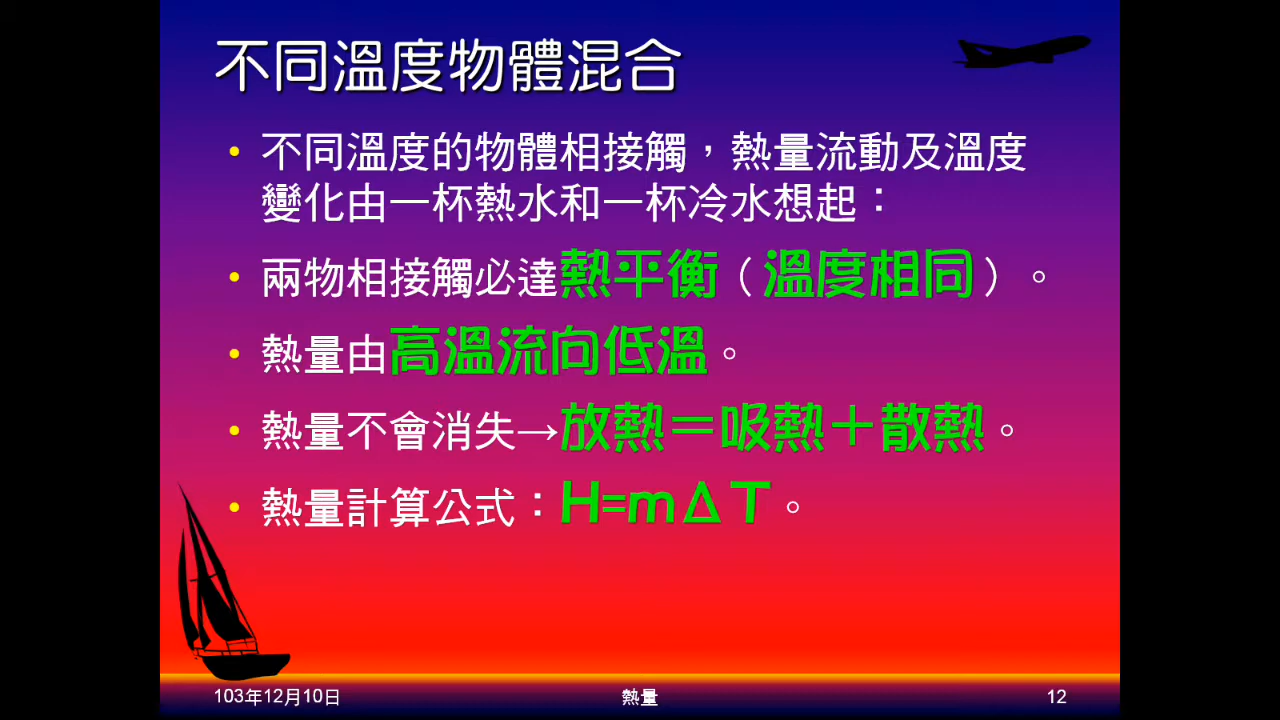 不同溫度物體混合
• 不同溫度的物體相接觸，熱量流動及溫度
變化由一杯熱水和一杯冷水想起：
• 兩物相接觸必達熱平衡（溫度相同）。
• 熱量由高溫流向低溫。
• 熱量不會消失→放熱＝吸熱＋散熱。
• 熱量計算公式：H=mΔT。
103年12月10日
熱量
12